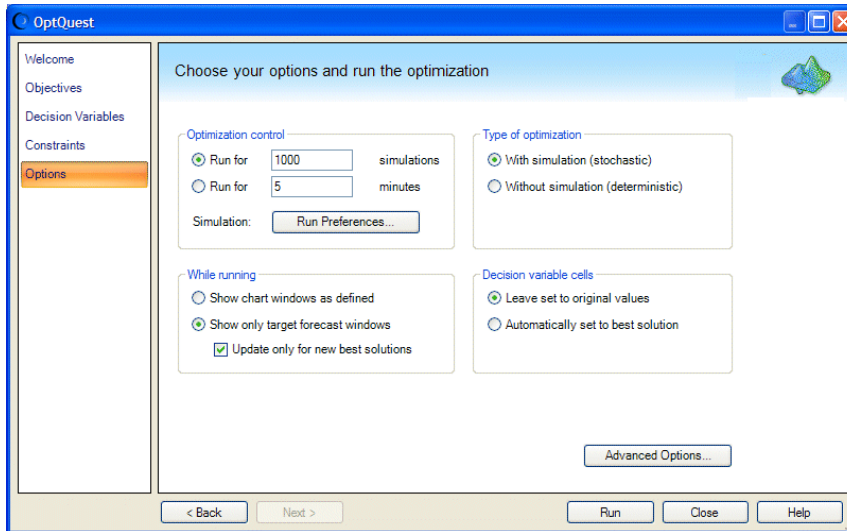 OptQuest
Welcome
Objectives
Decision Variables
Constraints
Options
Choose your options and run the optimization
Optimization control
Run for 1000 simulations
Run for 5 minutes
Simulation: Run Preferences...
Type of optimization
With simulation (stochastic)
Without simulation (deterministic)
While running
Show chart windows as defined
Show only target forecast windows
Update only for new best solutions
Decision variable cells
Leave set to original values
Automatically set to best solution
Advanced Options...
< Back Next > Run Close Help